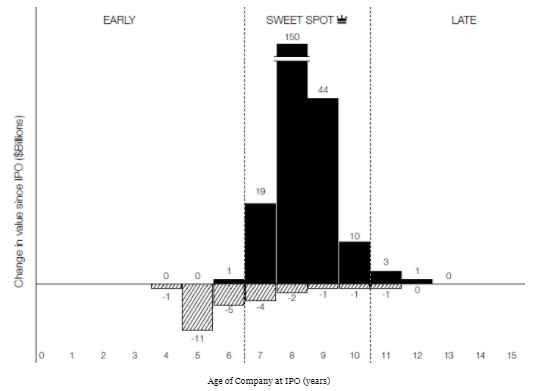 EARLY SWEET SPOT LATE
150
44
19
10
3
0 0 1 1 0
-1 -11 -5 -4 -2 -1 -1 -1 0
0 1 2 3 4 5 6 7 8 9 10 11 12 13 14 15
Age of Company at IPO (years)
Change in value since IPO ($Billions)